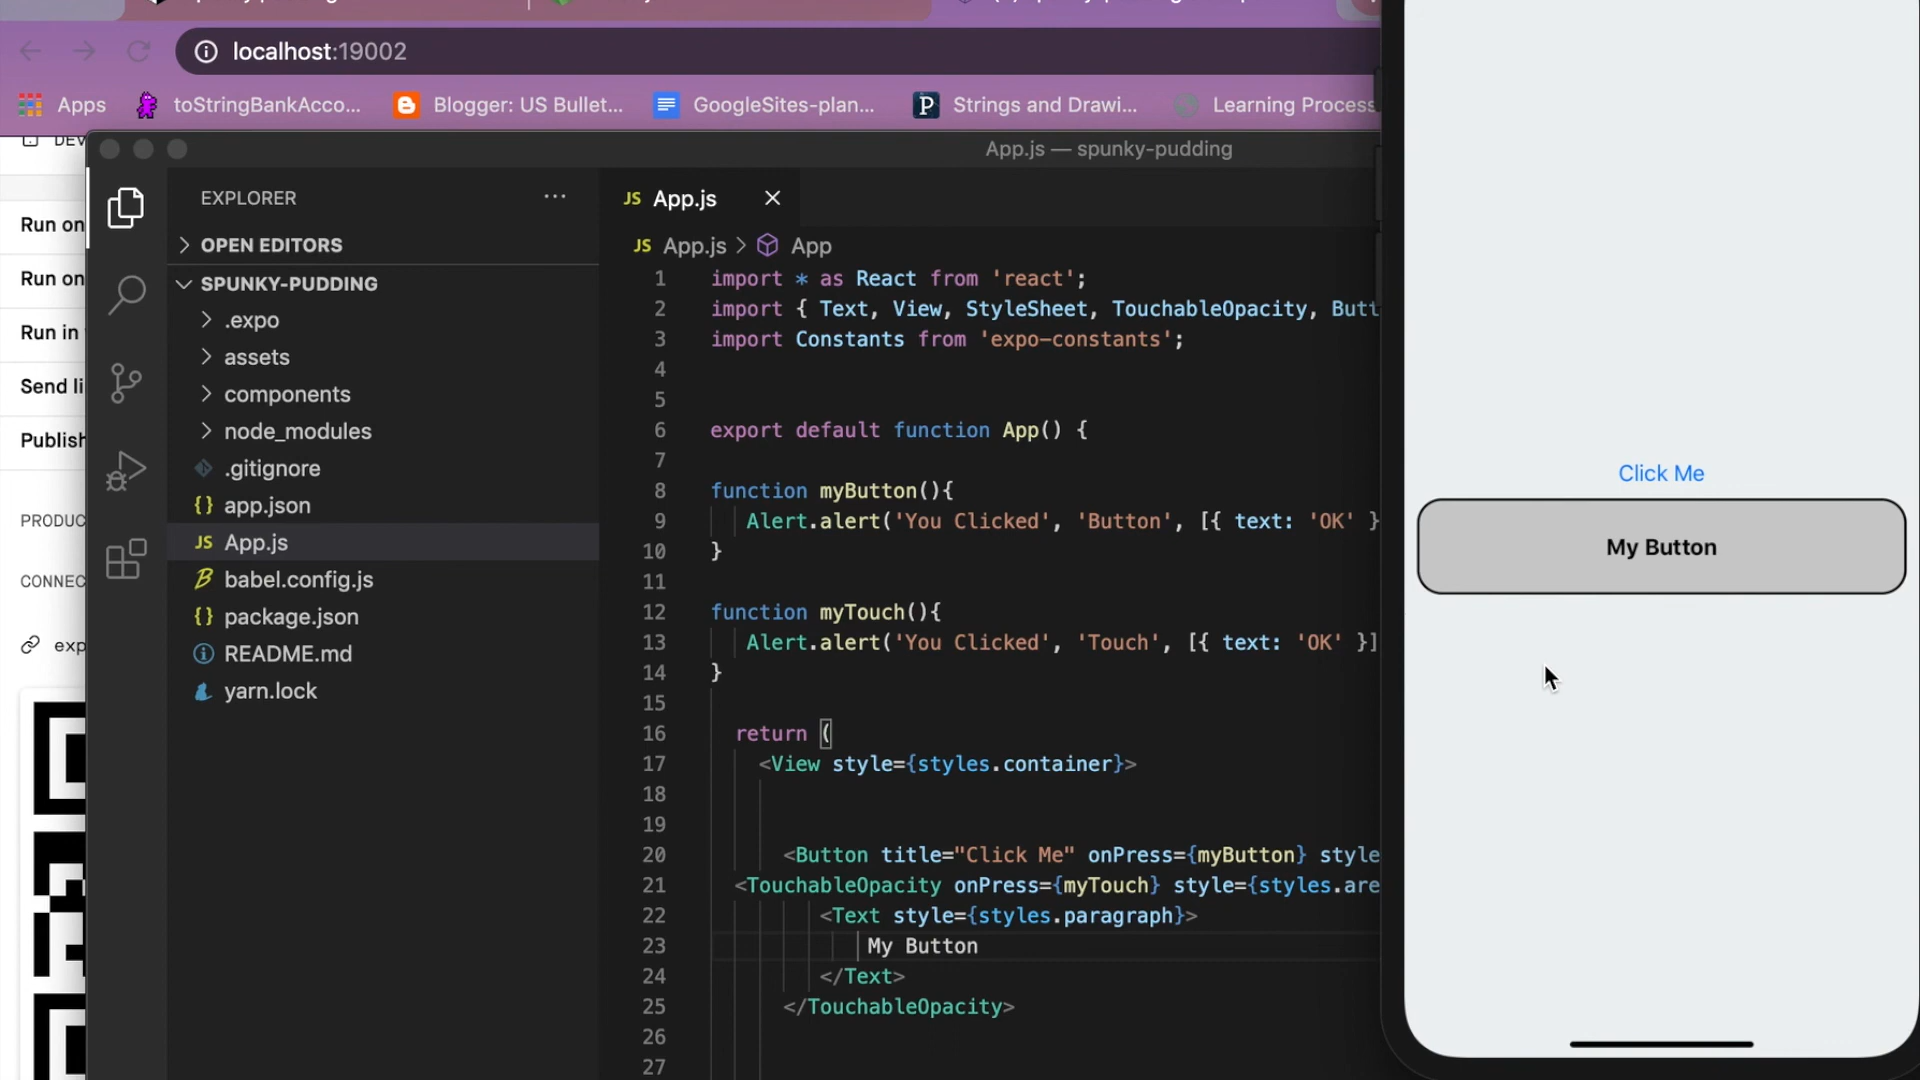 localhost:19002
Apps
toStringBankAcco...
Blogger: US Bullet...
GoogleSites-plan...
Strings and Drawi...
Learning Process
DEV
App.js — spunky-pudding
Run on
Run on
Run in
Send li
Publish
PRODUC
CONNEC
exp
EXPLORER
OPEN EDITORS
SPUNKY-PUDDING
.expo
assets
components
node_modules
.gitignore
{} app.json
JS App.js
babel.config.js
{} package.json
README.md
yarn.lock
JS App.js
JS App.js > App
1 import * as React from 'react';
2 import { Text, View, StyleSheet, TouchableOpacity, Butt
3 import Constants from 'expo-constants';
4
5
6 export default function App() {
7
8 function myButton(){
9 Alert.alert('You Clicked', 'Button', [{ text: 'OK' }
10 }
11
12 function myTouch(){
13 Alert.alert('You Clicked', 'Touch', [{ text: 'OK' }]
14 }
15
16 return (
17 <View style={styles.container}>
18
19
20 <Button title="Click Me" onPress={myButton} style
21 <TouchableOpacity onPress={myTouch} style={styles.are
22 <Text style={styles.paragraph}>
23 My Button
24 </Text>
25 </TouchableOpacity>
26
27
Click Me
My Button